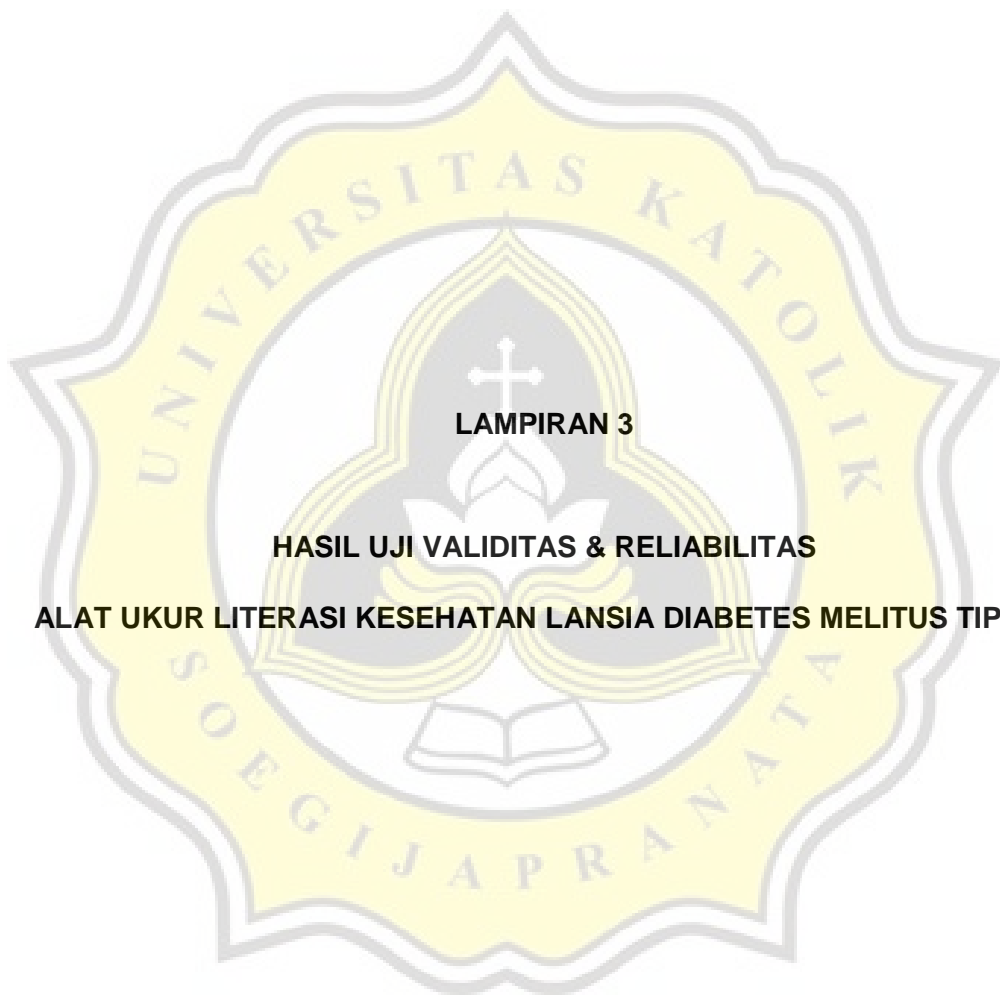 UNIVERSITAS KATOLIK
LAMPIRAN 3
HASIL UJI VALIDITAS & RELIABILITAS
ALAT UKUR LITERASI KESEHATAN LANSIA DIABETES MELITUS TIP
SOEGIJAPRANATA